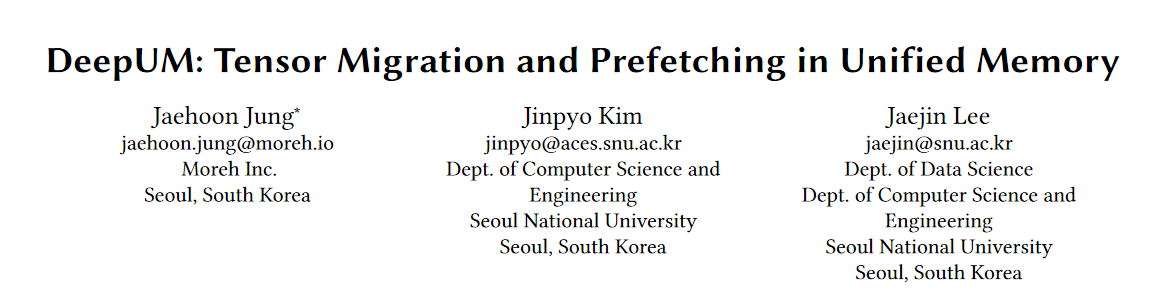 DeepUM: Tensor Migration and Prefetching in Unified Memory
Jaehoon Jung*
jaehoon.jung@moreh.io
Moreh Inc.
Seoul, South Korea
Jinpyo Kim
jinpyo@aces.snu.ac.kr
Dept. of Computer Science and
Engineering
Seoul National University
Seoul, South Korea
Jaejin Lee
jaejin@snu.ac.kr
Dept. of Data Science
Dept. of Computer Science and
Engineering
Seoul National University
Seoul, South Korea